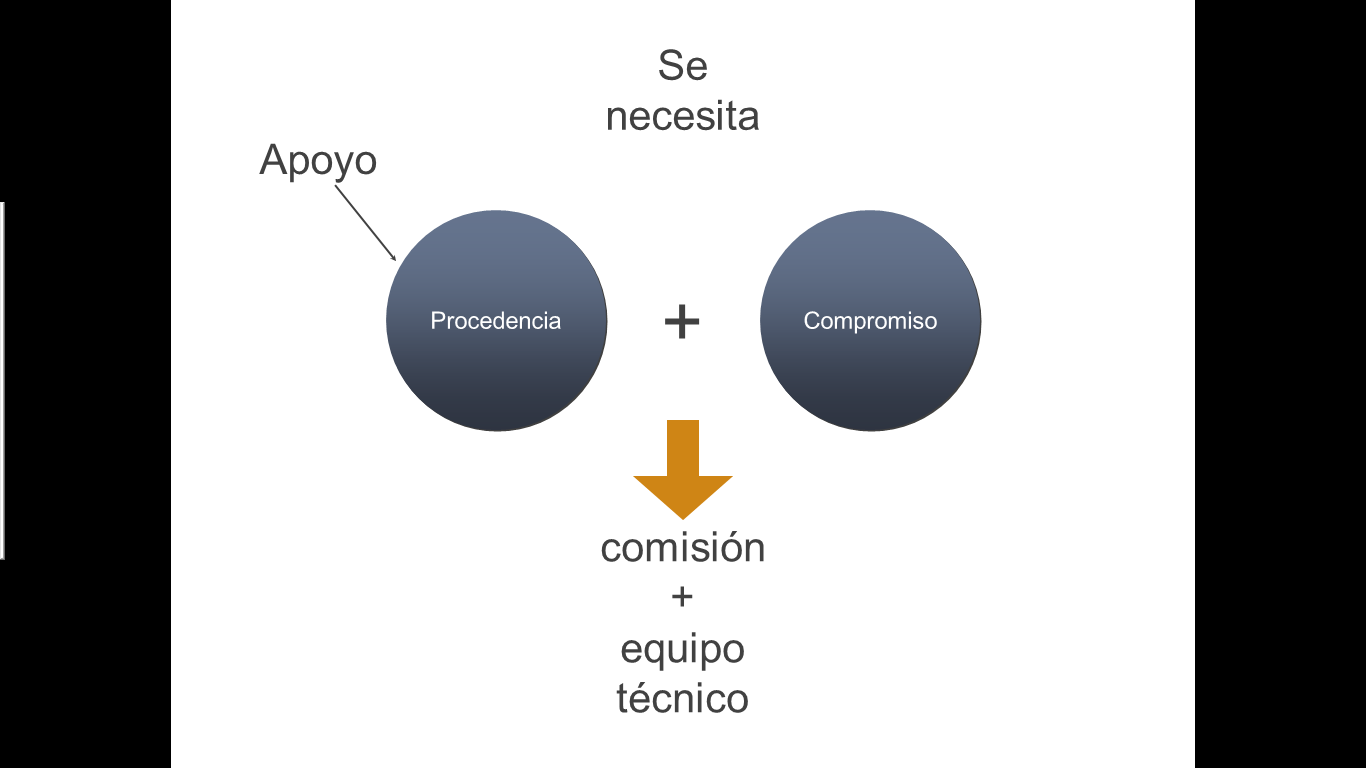 Se
necesita
Apoyo
Procedencia
+
Compromiso
comisión
+
equipo
técnico